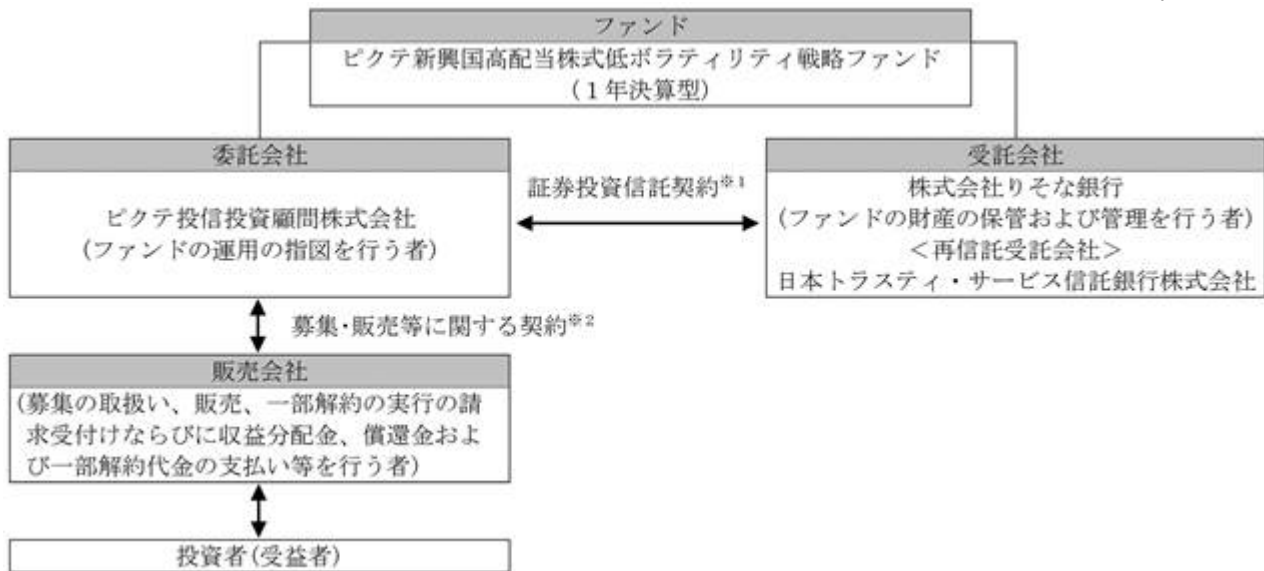 ファンド
ピクテ新興国高配当株式低ボラティリティ戦略ファンド
(1年決算型)
委託会社
ピクテ投信投資顧問株式会社
(ファンドの運用の指図を行う者)
証券投資信託契約※1
受託会社
株式会社りそな銀行
(ファンドの財産の保管および管理を行う者)
<再信託受託会社>
日本トラスティ・サービス信託銀行株式会社
募集・販売等に関する契約※2
販売会社
(募集の取扱い、販売、一部解約の実行の請
求受付けならびに収益分配金、償還金およ
び一部解約代金の支払い等を行う者)
投資者(受益者)